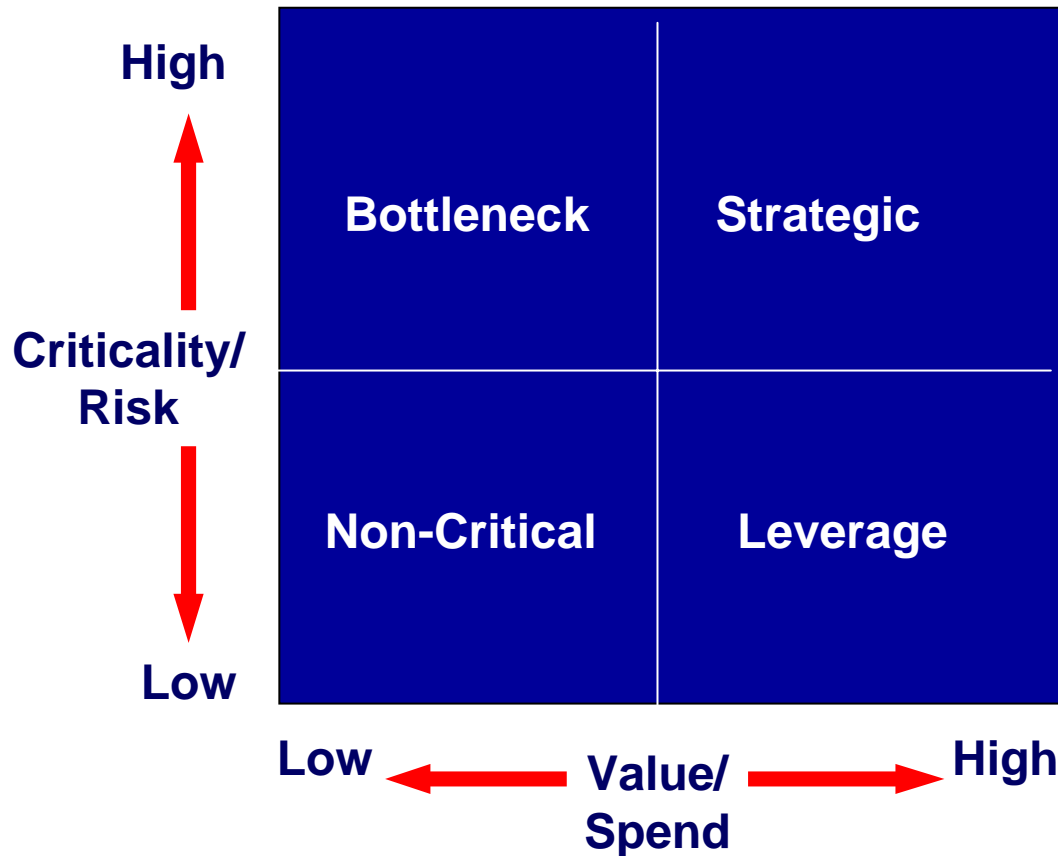 High
Bottleneck
Strategic
Criticality/
Risk
Non-Critical
Leverage
Low
Low
High
Value/
Spend